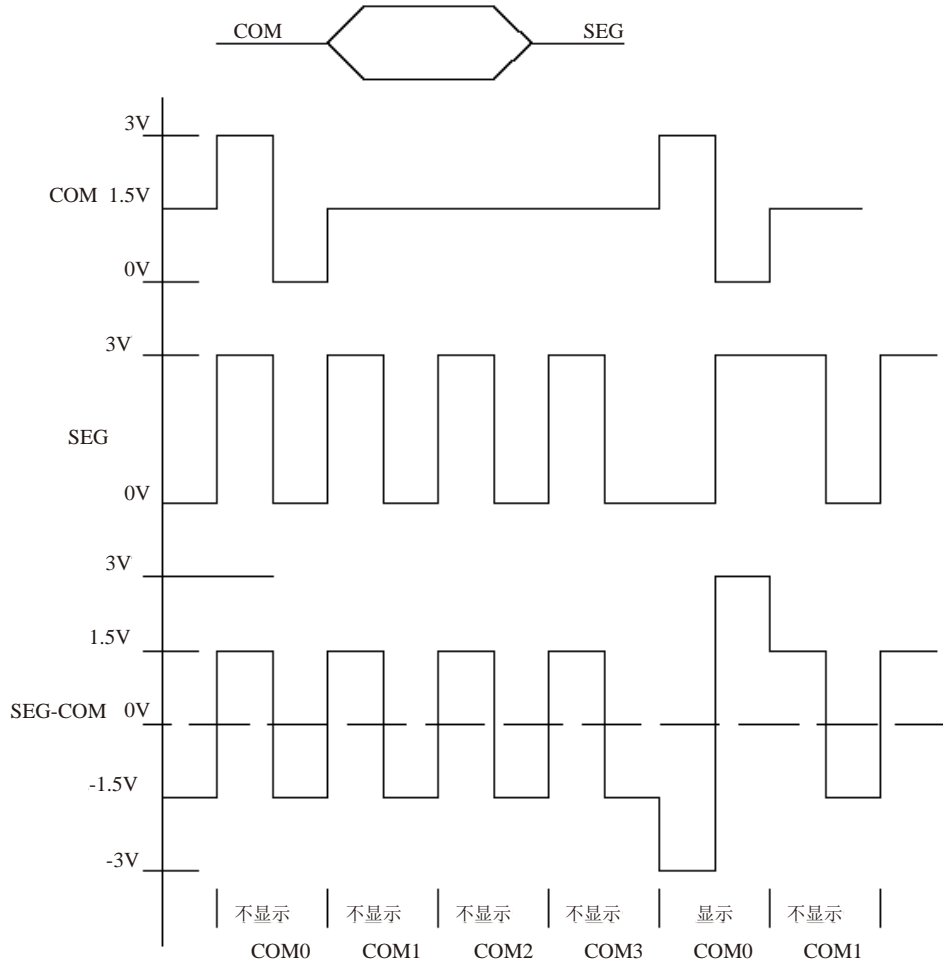 COM SEG
3V
COM 1.5V
0V
3V
SEG
0V
3V
1.5V
SEG-COM 0V
-1.5V
-3V
不显示 不显示 不显示 不显示 显示 不显示
COM0 COM1 COM2 COM3 COM0 COM1